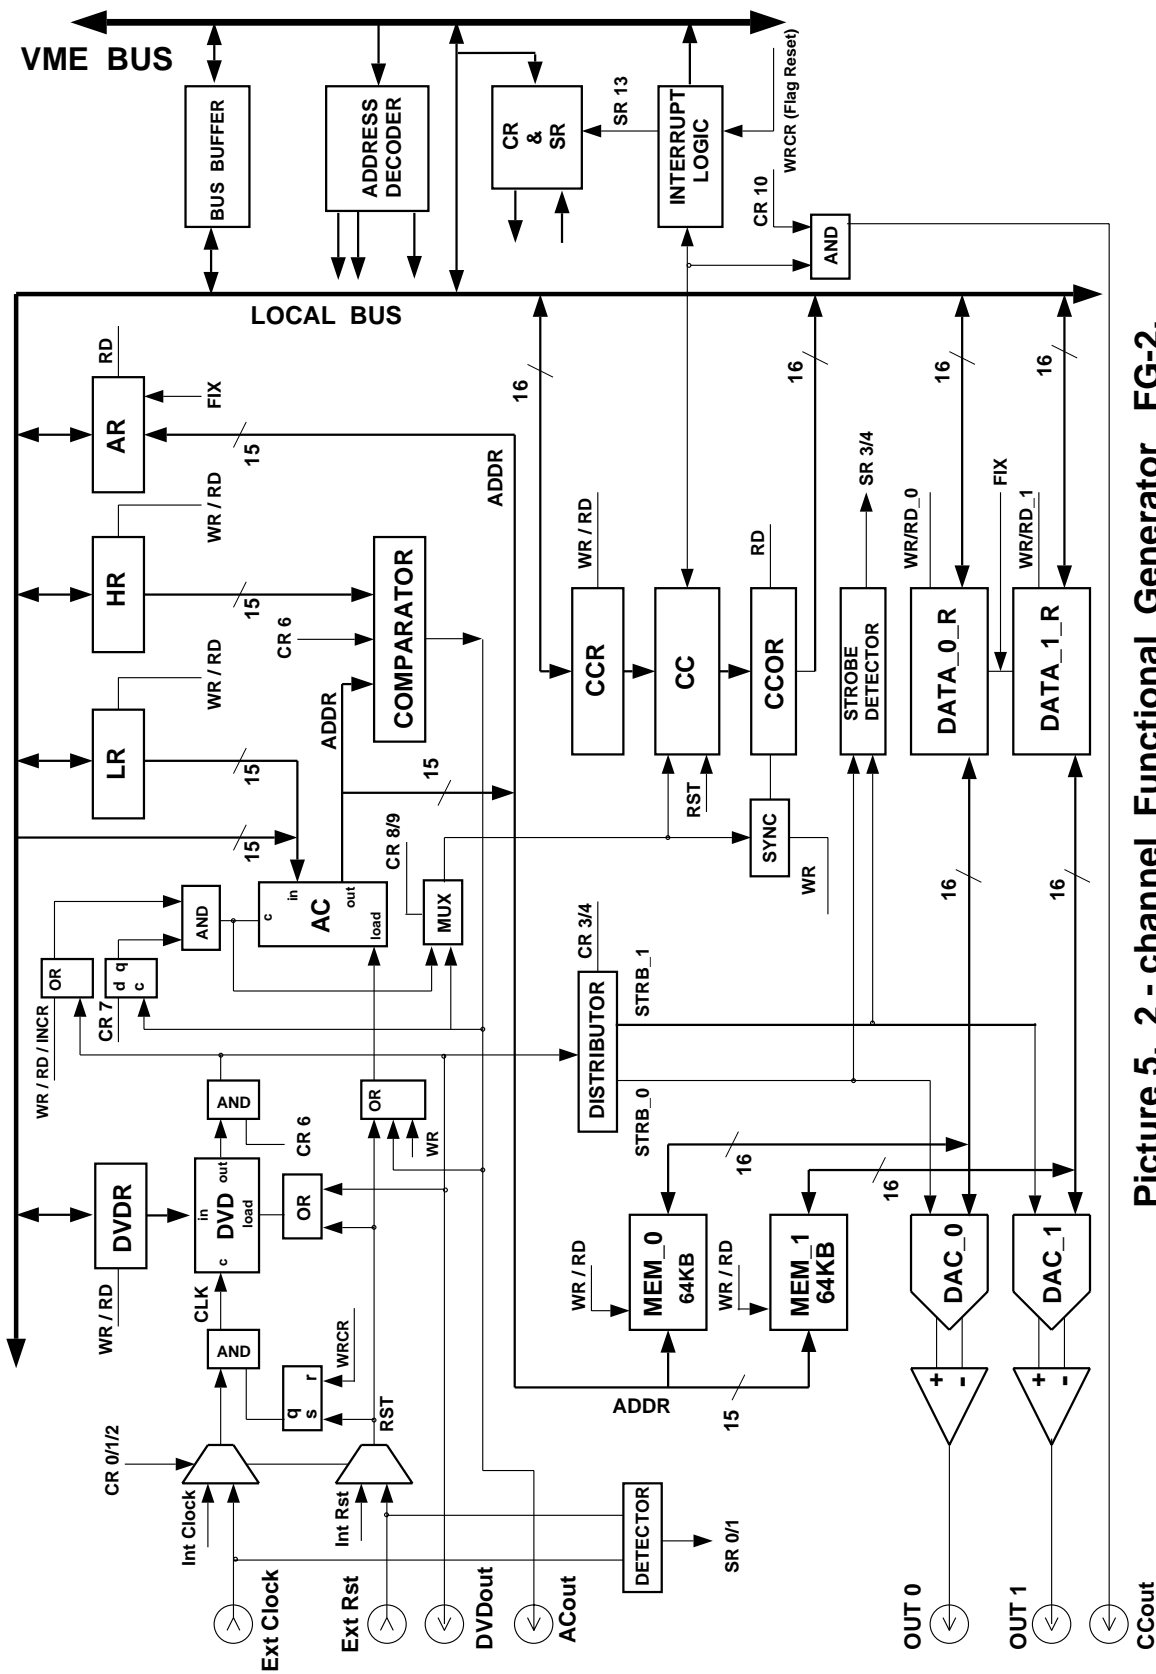 VME BUS
BUS BUFFER
ADDRESS
DECODER
CR
&
SR
SR 13
INTERRUPT
LOGIC
WRCR (Flag Reset)
CR 10
AND
LOCAL BUS
RD
AR
FIX
15
ADDR
WR / RD
HR
15
CR 6
COMPARATOR
WR / RD
LR
15
ADDR
15
15
CR 8/9
MUX
AND
c
in
AC
out
load
OR
d q
c
CR 7
WR / RD / INCR
AND
CR 6
OR
WR
DVDR
WR / RD
in
out
DVD
c
load
OR
CLK
AND
q
s r
WRCR
RST
CR 0/1/2
Int Clock
Int Rst
Ext Clock
Ext Rst
DVDout
ACout
DETECTOR
SR 0/1
16
WR / RD
CCR
CC
RST
RD
CCOR
16
SYNC
WR
SR 3/4
STROBE
DETECTOR
WR/RD_0
16
DATA_0_R
FIX
WR/RD_1
16
DATA_1_R
16
16
CR 3/4
DISTRIBUTOR
STRB_1
STRB_0
16
16
WR / RD
MEM_0
64KB
WR / RD
MEM_1
64KB
ADDR
15
DAC_0
DAC_1
+ -
+ -
OUT 0
OUT 1
CCout
Picture 5. 2 - channel Functional Generator FG-2.